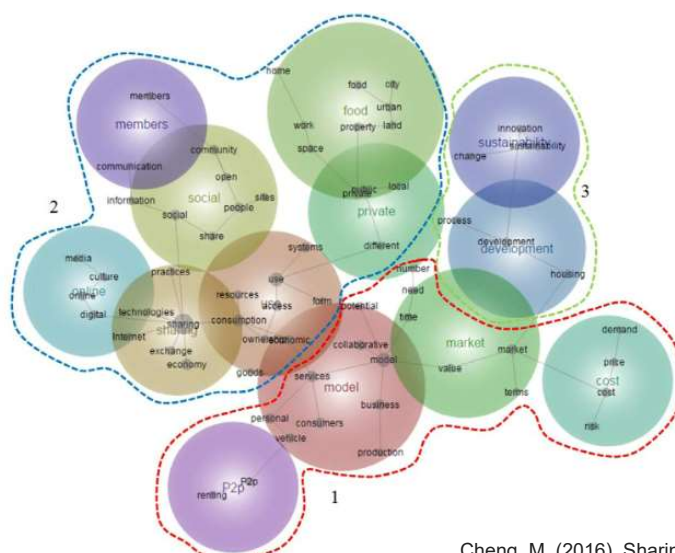 home
food
city
urban
food
work
property
land
space
members
members
community
communication
open
information
social
people
sites
social
share
public
local
private
private
different
innovation
sustainability
sustainability
change
3
2
process
development
development
housing
media
culture
online
online
digital
practices
systems
use
use
resources
access
form
technologies
sharing
sharing
consumption
Internet
ownership
economic
exchange
economy
goods
number
need
time
potential
collaborative
model
model
services
market
market
value
terms
demand
price
cost
cost
risk
business
personal
consumers
vehicle
production
P2p
P2p
renting
1
Cheng, M. (2016). Sharin